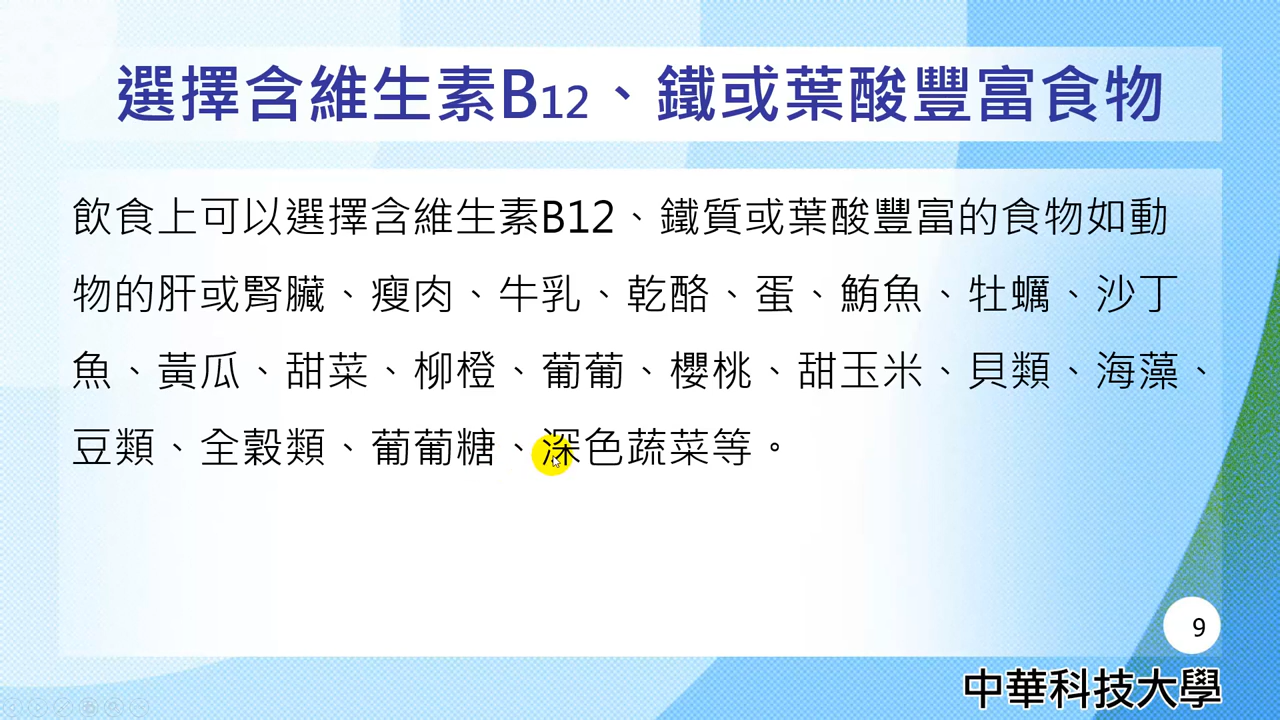 選擇含維生素B12、鐵或葉酸豐富食物
飲食上可以選擇含維生素B12、鐵質或葉酸豐富的食物如動
物的肝或腎臟、瘦肉、牛乳、乾酪、蛋、鮪魚、牡蠣、沙丁
魚、黃瓜、甜菜、柳橙、葡萄、櫻桃、甜玉米、貝類、海藻、
豆類、全穀類、葡萄糖、深色蔬菜等。
9
中華科技大學